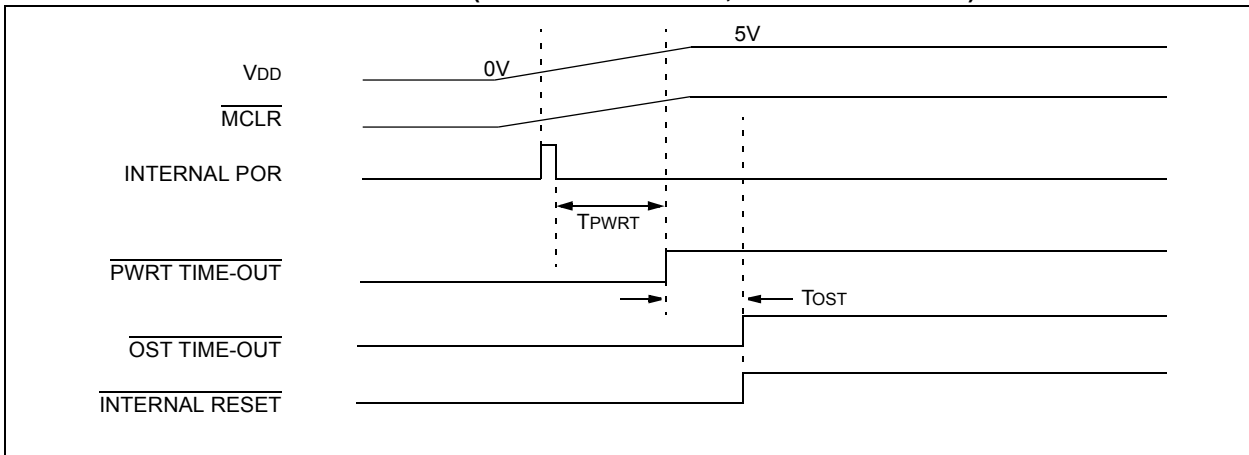 5V
VDD
0V
MCLR
INTERNAL POR
TPWRT
PWRT TIME-OUT
TOST
OST TIME-OUT
INTERNAL RESET